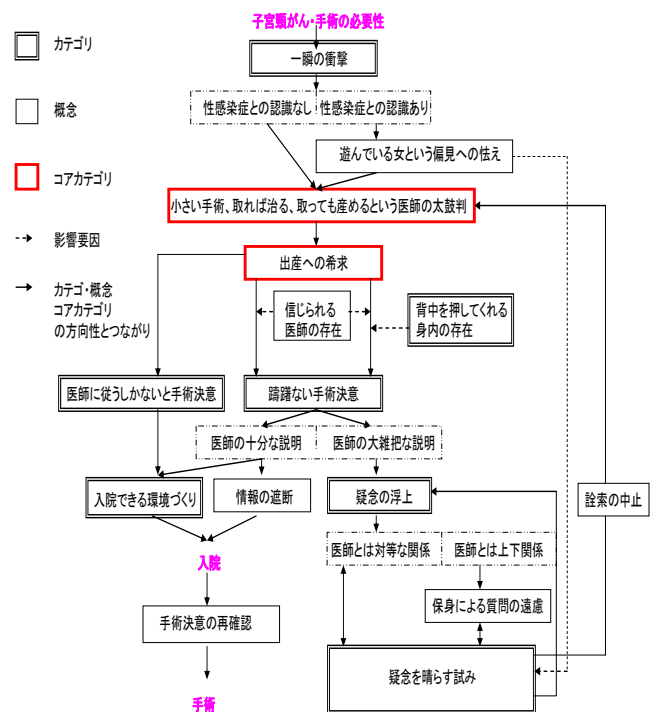 子宮頸がん・手術の必要性
カテゴリ
一瞬の衝撃
概念
性感染症との認識なし
性感染症との認識あり
遊んでいる女という偏見への怯え
コアカテゴリ
小さい手術、取れば治る、取っても産めるという医師の太鼓判
影響要因
出産への希求
カテゴ・概念
コアカテゴリ
の方向性とつながり
信じられる
医師の存在
背中を押してくれる
身内の存在
医師に従うしかないと手術決意
躊躇ない手術決意
医師の十分な説明
医師の大雑把な説明
入院できる環境づくり
情報の遮断
疑念の浮上
詮索の中止
医師とは対等な関係
医師とは上下関係
入院
保身による質問の遠慮
手術決意の再確認
疑念を晴らす試み
手術